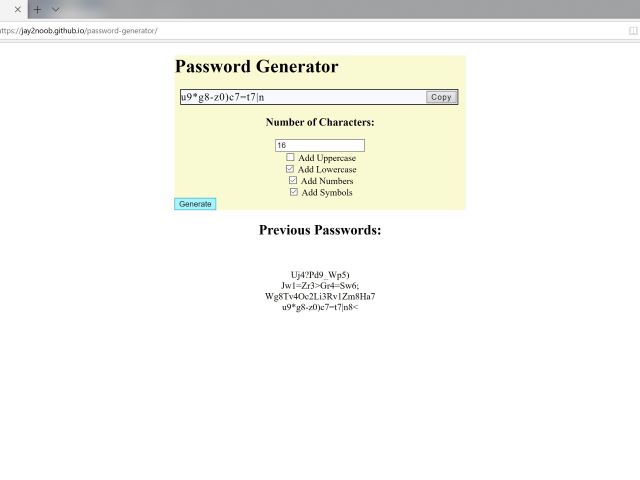 ttps://jay2noob.github.io/password-generator/
Password Generator
u9*g8-z0)c7=t7|n
Copy
Number of Characters:
16
Add Uppercase
Add Lowercase
Add Numbers
Add Symbols
Generate
Previous Passwords:
Uj4?Pd9_Wp5)
Jw1=Zr3>Gr4=Sw6;
Wg8Tv4Oc2Li3Rv1Zm8Ha7
u9*g8-z0)c7=t7|n8<